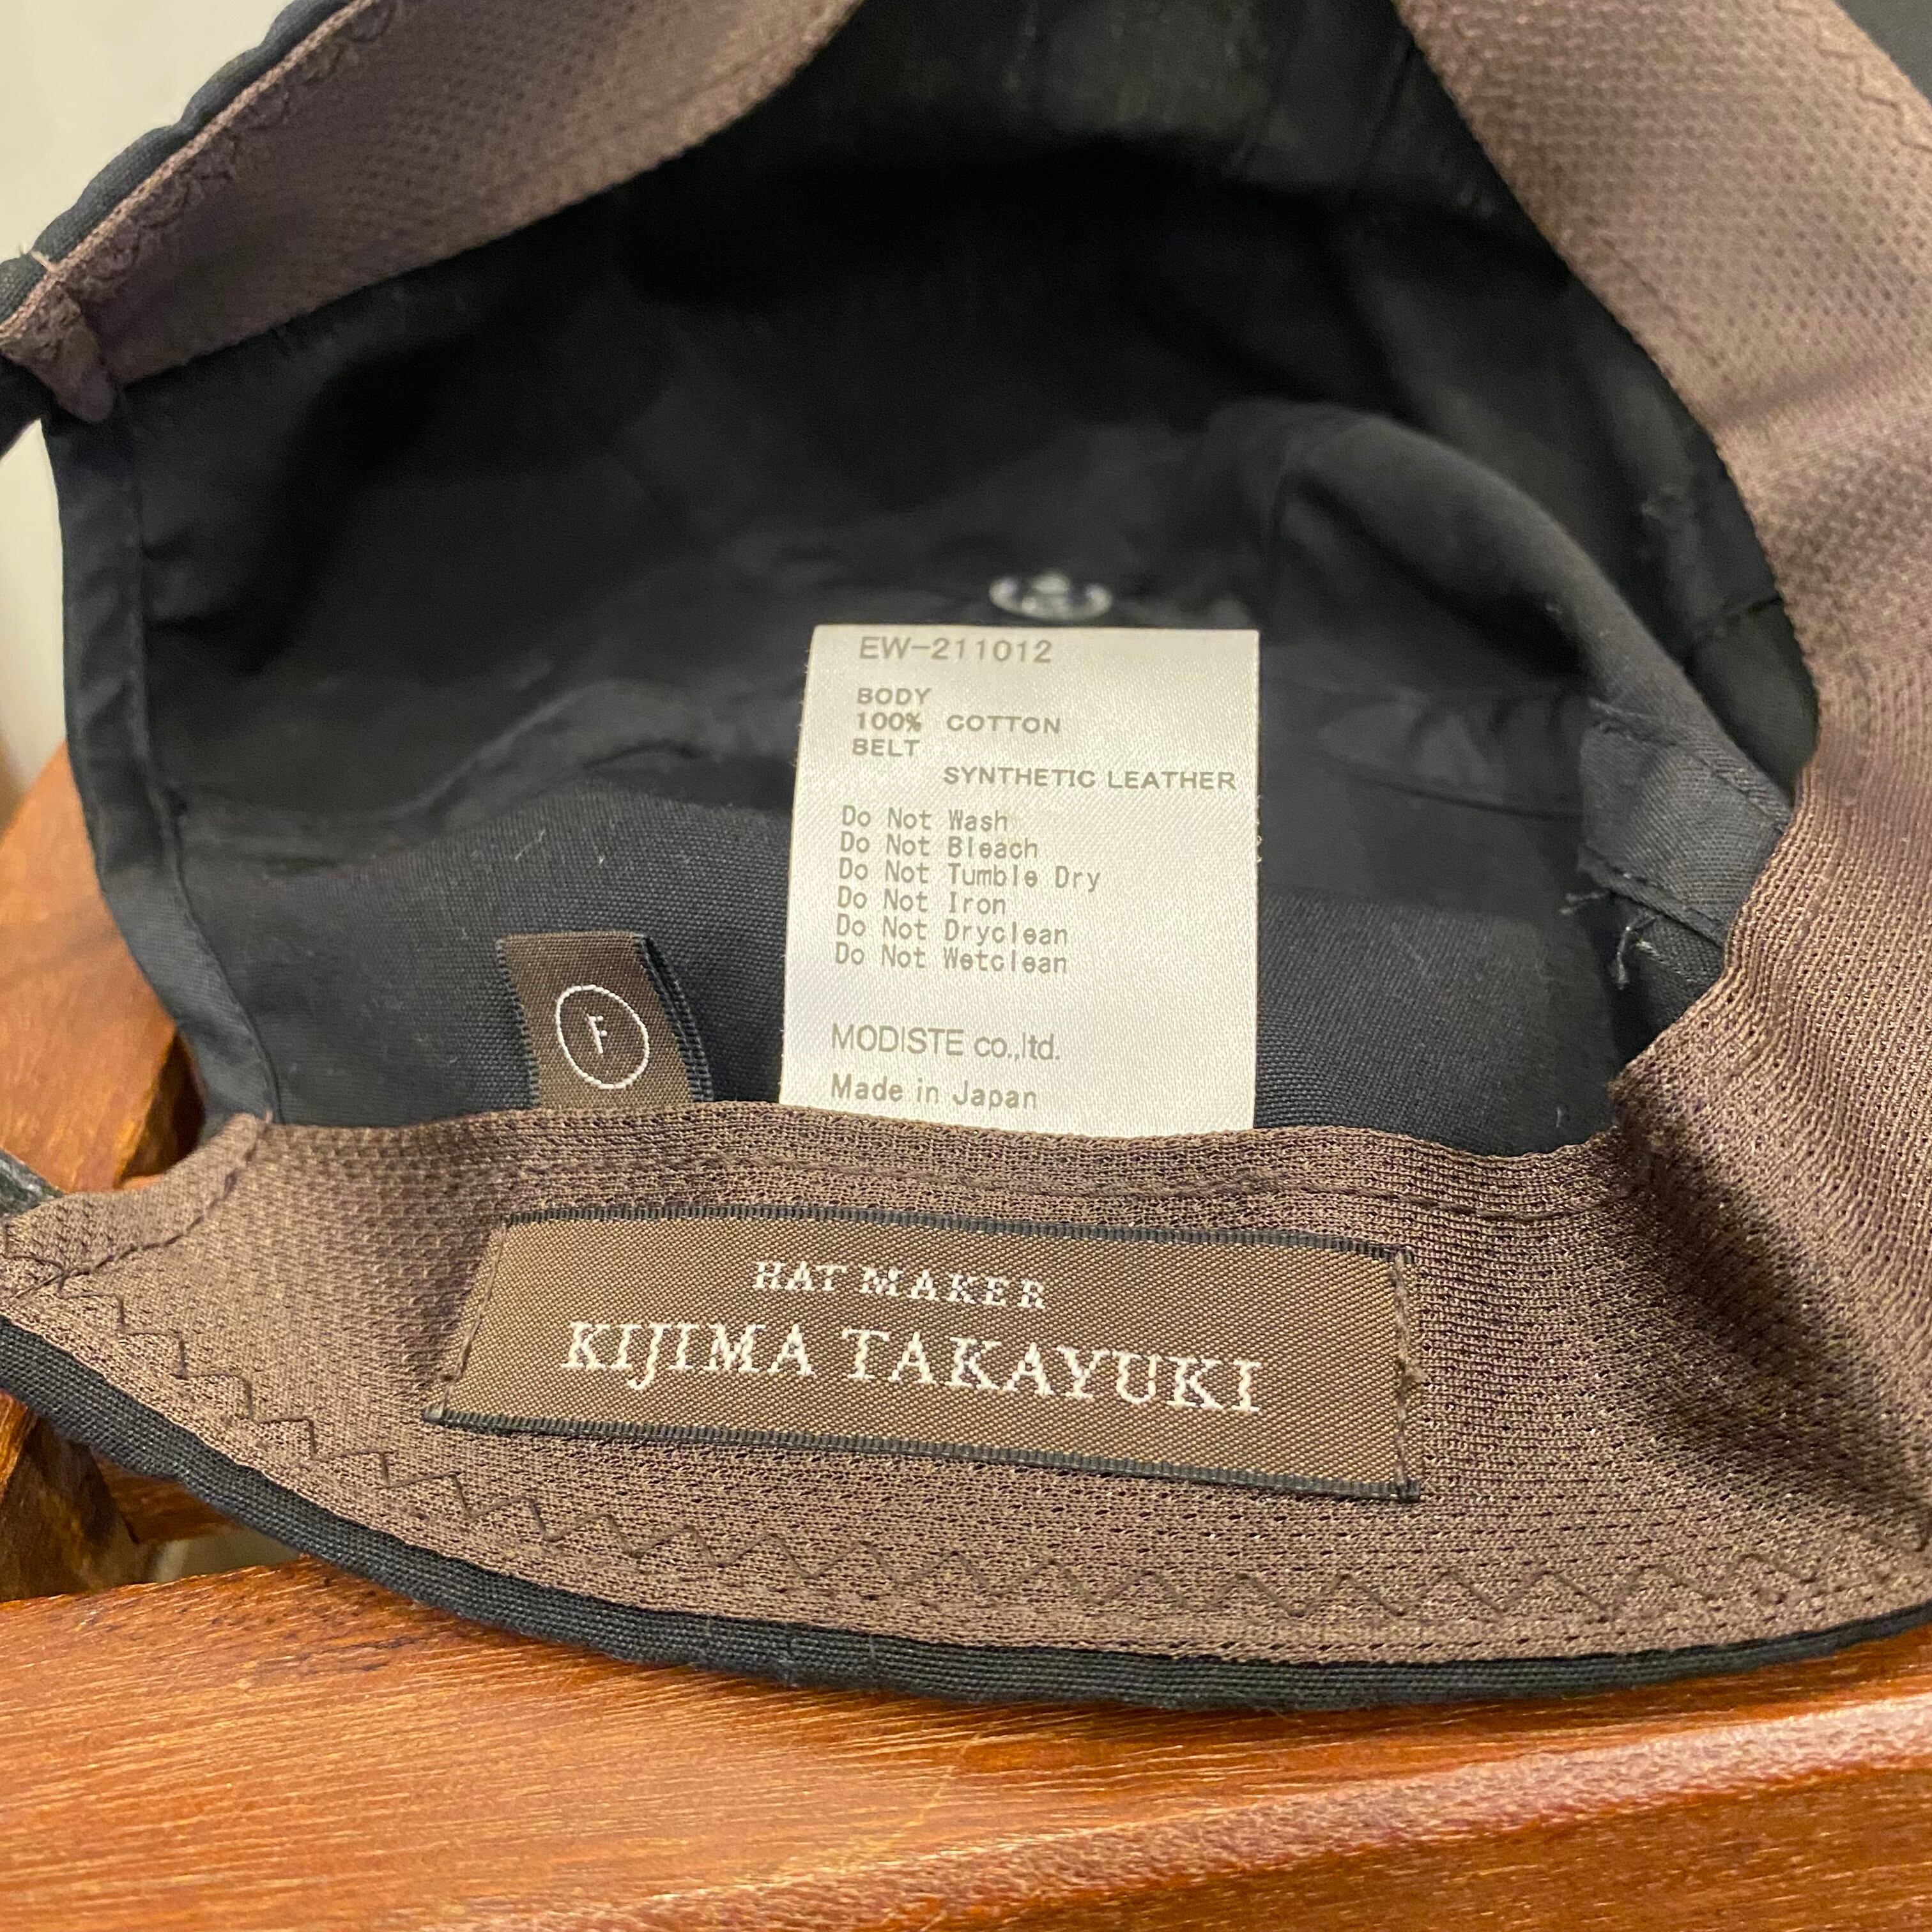 EW-211012
BODY
100% COTTON
BELT
SYNTHETIC LEATHER
Do Not Wash
Do Not Bleach
Do Not Tumble Dry
Do Not Iron
Do Not Dryclean
Do Not Wetclean
MODISTE co.,ltd.
Made in Japan
F
HAT MAKER
KIJIMA TAKAYUKI